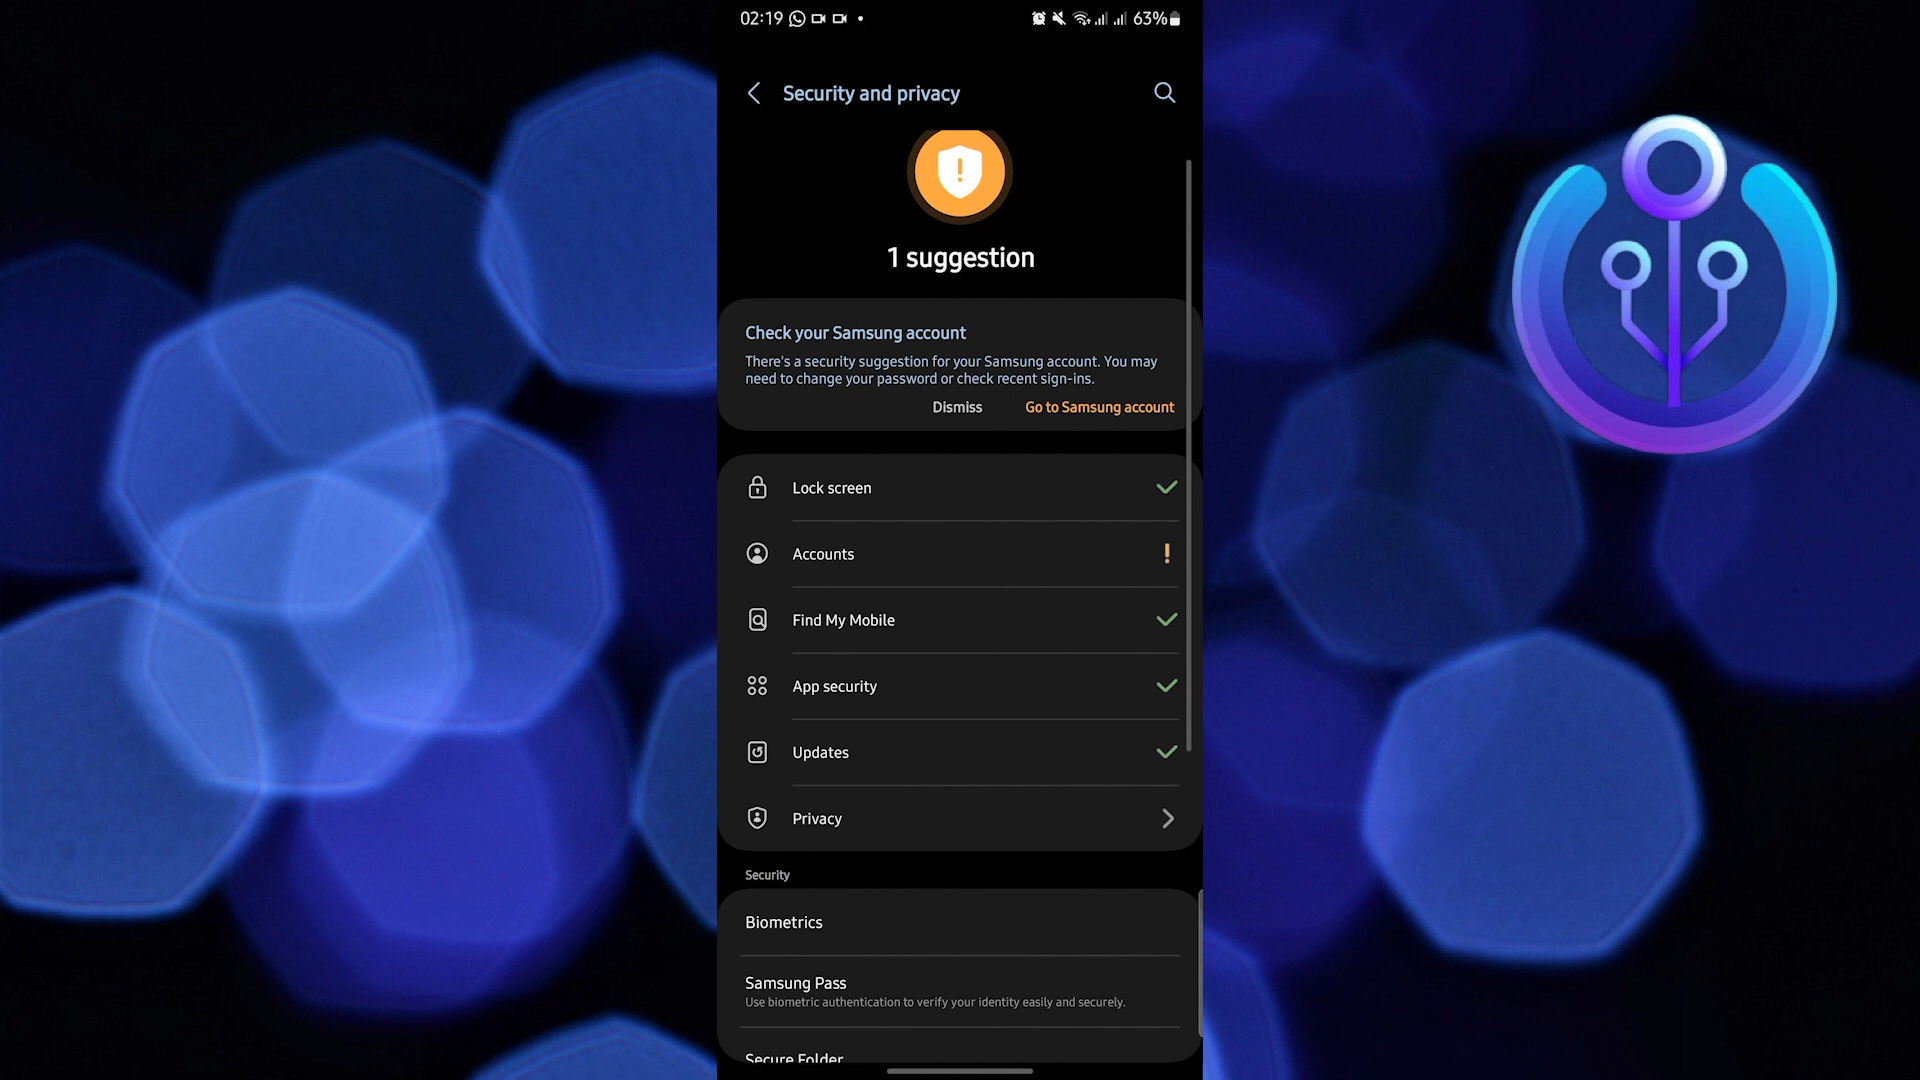 02:19
63%
Security and privacy
1 suggestion
Check your Samsung account
There's a security suggestion for your Samsung account. You may
need to change your password or check recent sign-ins.
Dismiss
Go to Samsung account
Lock screen
Accounts
Find My Mobile
App security
Updates
Privacy
Security
Biometrics
Samsung Pass
Use biometric authentication to verify your identity easily and securely.
Secure Folder